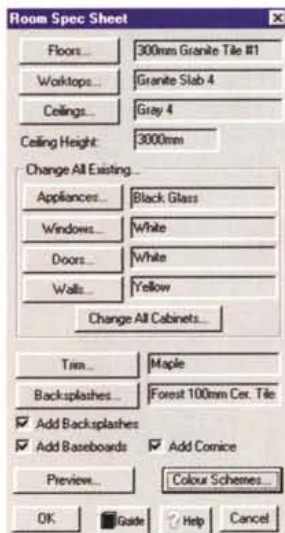 Room Spec Sheet
Floors... 300mm Granite Tile #1
Worktops... Granite Slab 4
Ceilings... Gray 4
Ceiling Height: 3000mm
Change All Existing...
Appliances... Black Glass
Windows... White
Doors... White
Walls... Yellow
Change All Cabinets...
Trim... Maple
Backsplashes... Forest 100mm Cer. Tile
Add Backsplashes
Add Baseboards Add Cornice
Preview... Colour Schemes...
OK Guide Help Cancel